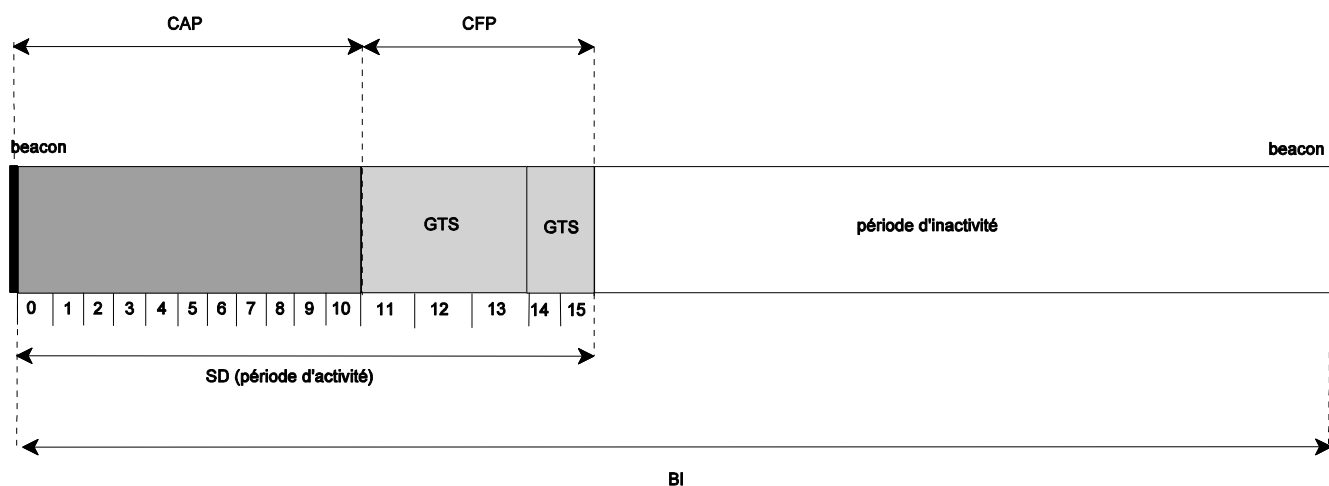 CAP CFP
beacon beacon
GTS GTS période d'inactivité
0 1 2 3 4 5 6 7 8 9 10 11 12 13 14 15
SD (période d'activité)
BI